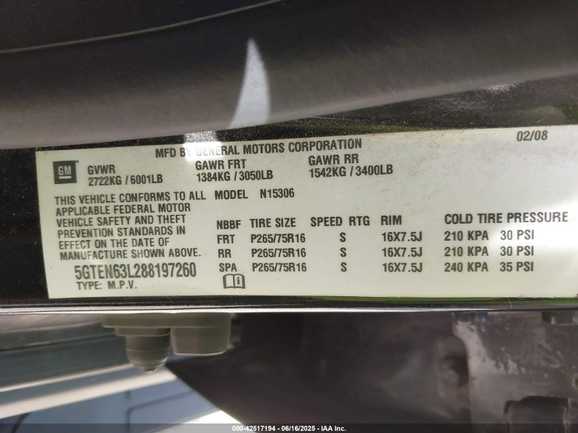 02/08
MFD BY GENERAL MOTORS CORPORATION
GM GVWR GAWR FRT GAWR RR
2722KG / 6001LB 1384KG / 3050LB 1542KG / 3400LB
THIS VEHICLE CONFORMS TO ALL MODEL N15306
APPLICABLE FEDERAL MOTOR
VEHICLE SAFETY AND THEFT NBBF TIRE SIZE SPEED RTG RIM COLD TIRE PRESSURE
PREVENTION STANDARDS IN FRT P265/75R16 S 16X7.5J 210 KPA 30 PSI
EFFECT ON THE DATE OF RR P265/75R16 S 16X7.5J 210 KPA 30 PSI
MANUFACTURE SHOWN ABOVE.
5GTEN63L288197260 SPA P265/75R16 S 16X7.5J 240 KPA 35 PSI
TYPE: M.P.V.
000-42517194 - 06/16/2025 - IAA Inc.